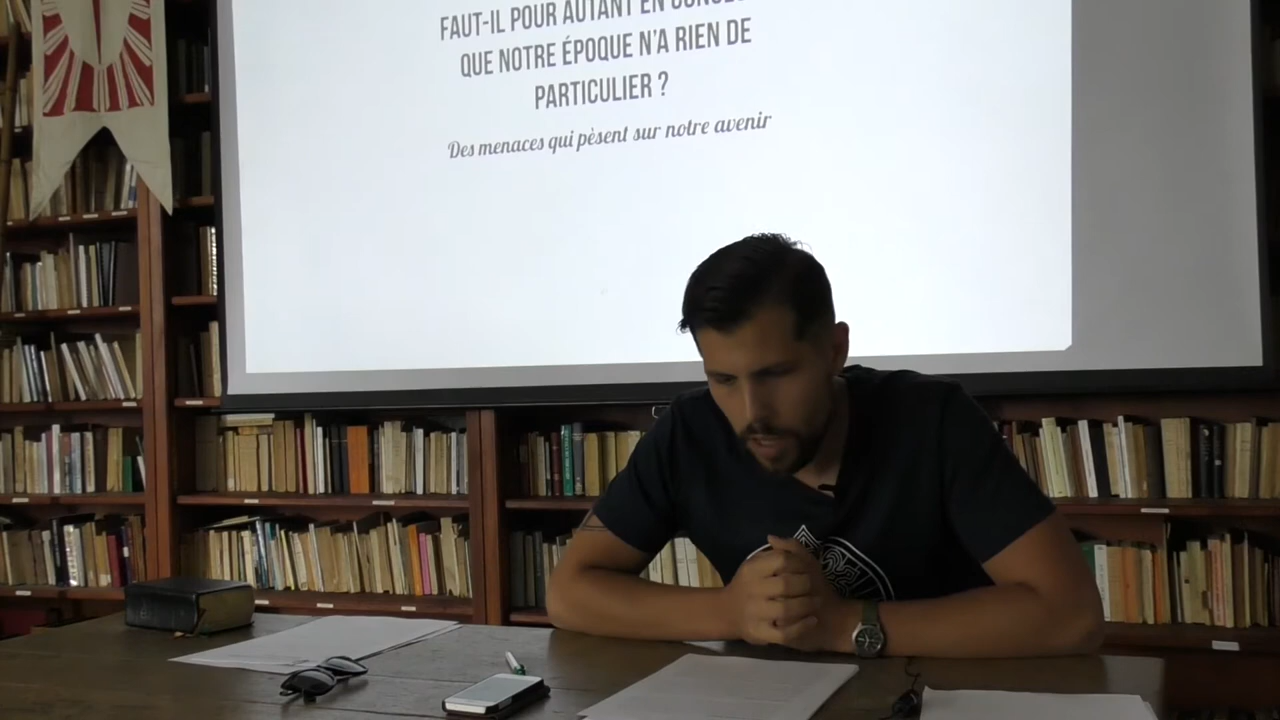 FAUT-IL POUR AUTANT EN
QUE NOTRE ÉPOQUE N'A RIEN DE
PARTICULIER ?
Des menaces qui pèsent sur notre avenir